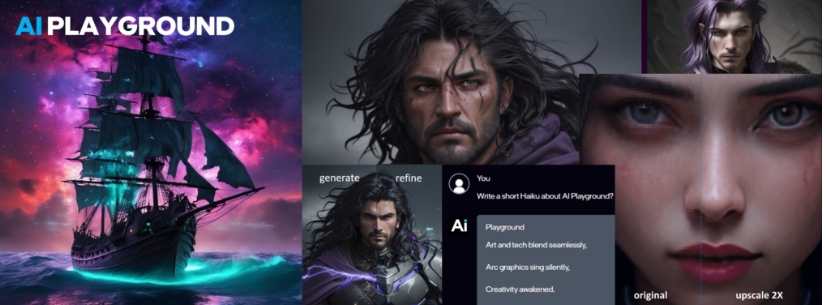 AI PLAYGROUND
generate refine
You
Write a short Haiku about AI Playground?
Ai
Playground
Art and tech blend seamlessly,
Arc graphics sing silently,
Creativity awakened.
original upscale 2X